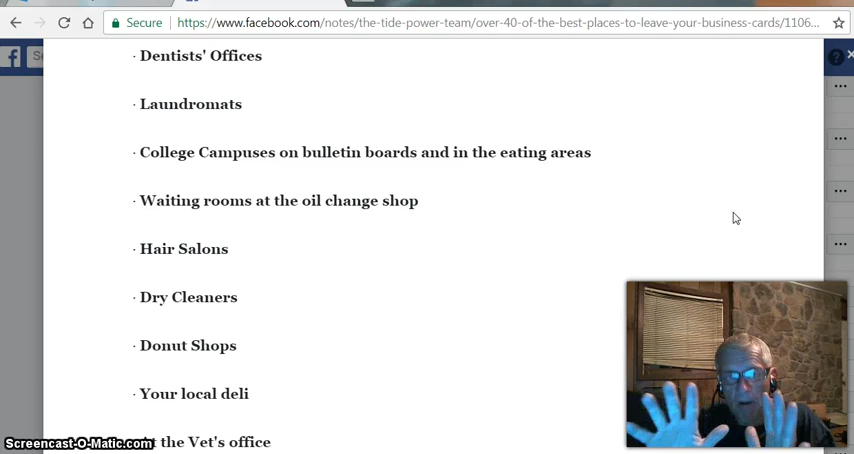 Secure
https://www.facebook.com/notes/the-tide-power-team/over-40-of-the-best-places-to-leave-your-business-cards/1106...
· Dentists' Offices
· Laundromats
· College Campuses on bulletin boards and in the eating areas
· Waiting rooms at the oil change shop
· Hair Salons
· Dry Cleaners
· Donut Shops
· Your local deli
the Vet's office
Screencast-O-Matic.com